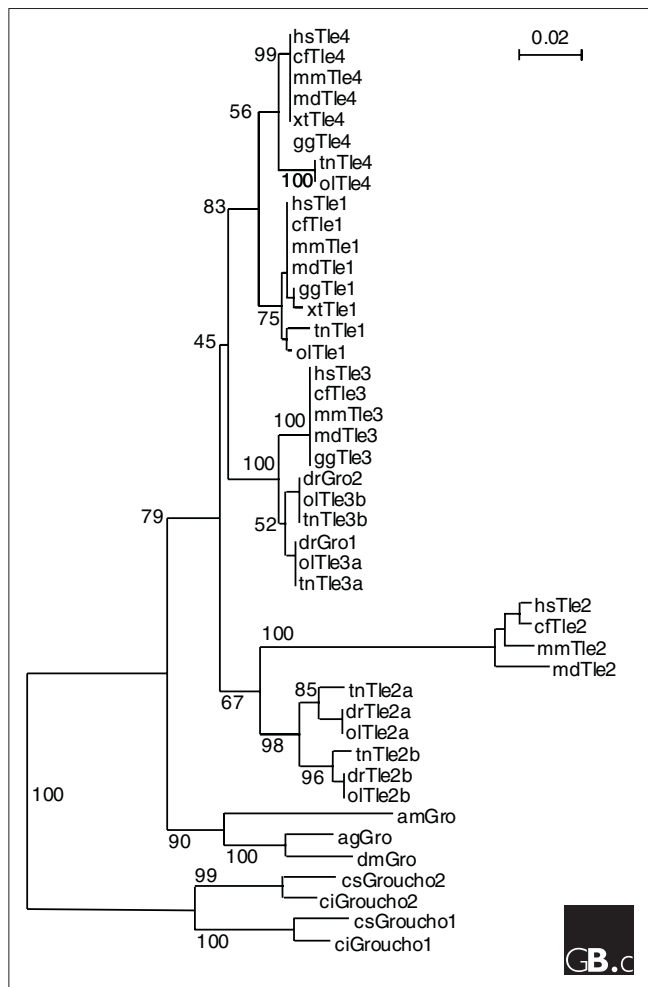 hsTle4
0.02
99
cfTle4
mmTle4
mdTle4
56
xtTle4
ggTle4
tnTle4
100
olTle4
83
hsTle1
cfTle1
mmTle1
mdTle1
ggTle1
xtTle1
75
tnTle1
45
olTle1
hsTle3
cfTle3
100
mmTle3
mdTle3
100
ggTle3
drGro2
olTle3b
79
52
tnTle3b
drGro1
olTle3a
tnTle3a
hsTle2
100
cfTle2
mmTle2
mdTle2
67
85
tnTle2a
drTle2a
98
olTle2a
tnTle2b
96
drTle2b
100
olTle2b
amGro
90
agGro
100
dmGro
99
csGroucho2
ciGroucho2
csGroucho1
100
ciGroucho1
GB.c